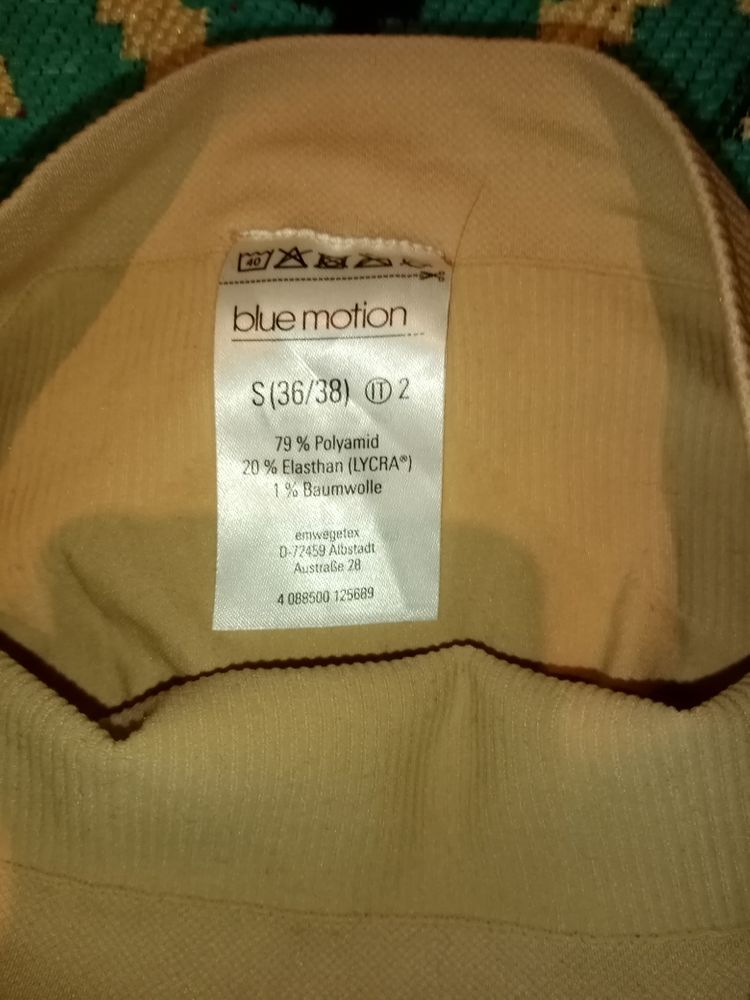 40
blue motion
S (36/38) IT 2
79 % Polyamid
20 % Elasthan (LYCRA®)
1 % Baumwolle
emwegetex
D-72459 Albstadt
Austraße 28
4 088500 125689